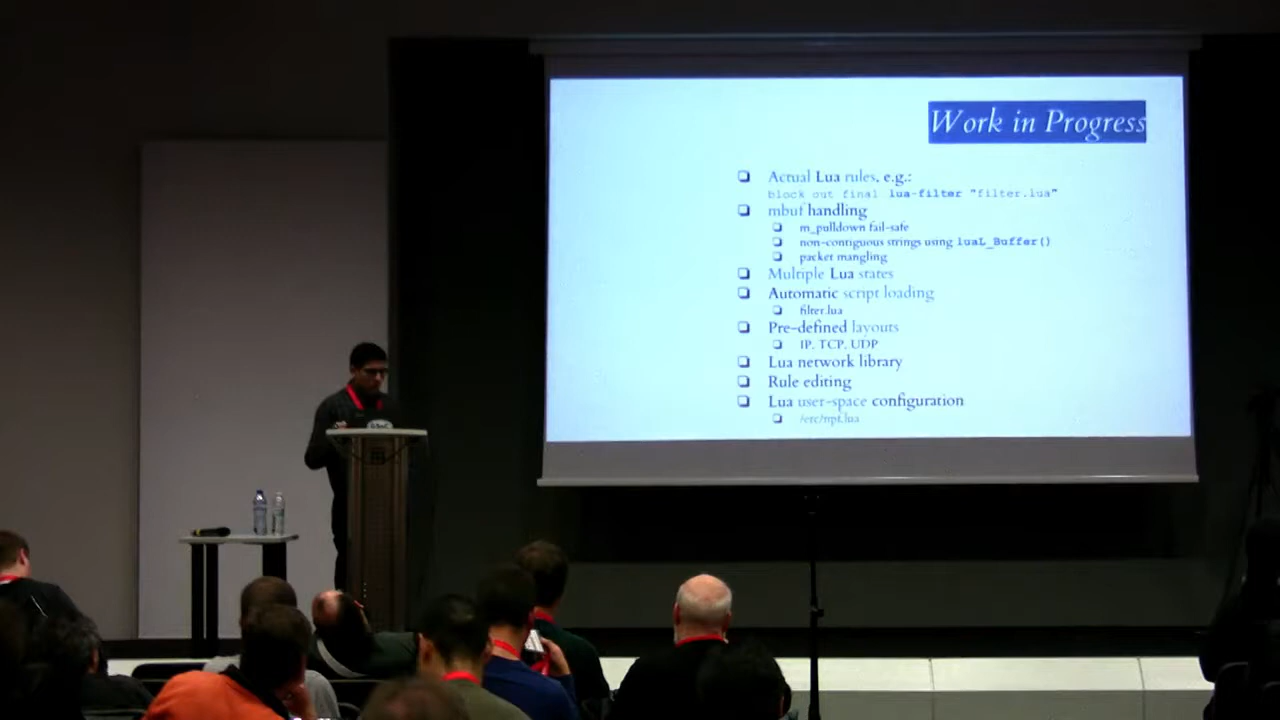 Work in Progress
Actual Lua rules, e.g.:
block out final lua-filter "filter.lua"
mbuf handling
m_pulldown fail-safe
non-contiguous strings using luaL_Buffer()
packet mangling
Multiple Lua states
Automatic script loading
filter.lua
Pre-defined layouts
IP, TCP, UDP
Lua network library
Rule editing
Lua user-space configuration
/etc/npf.lua